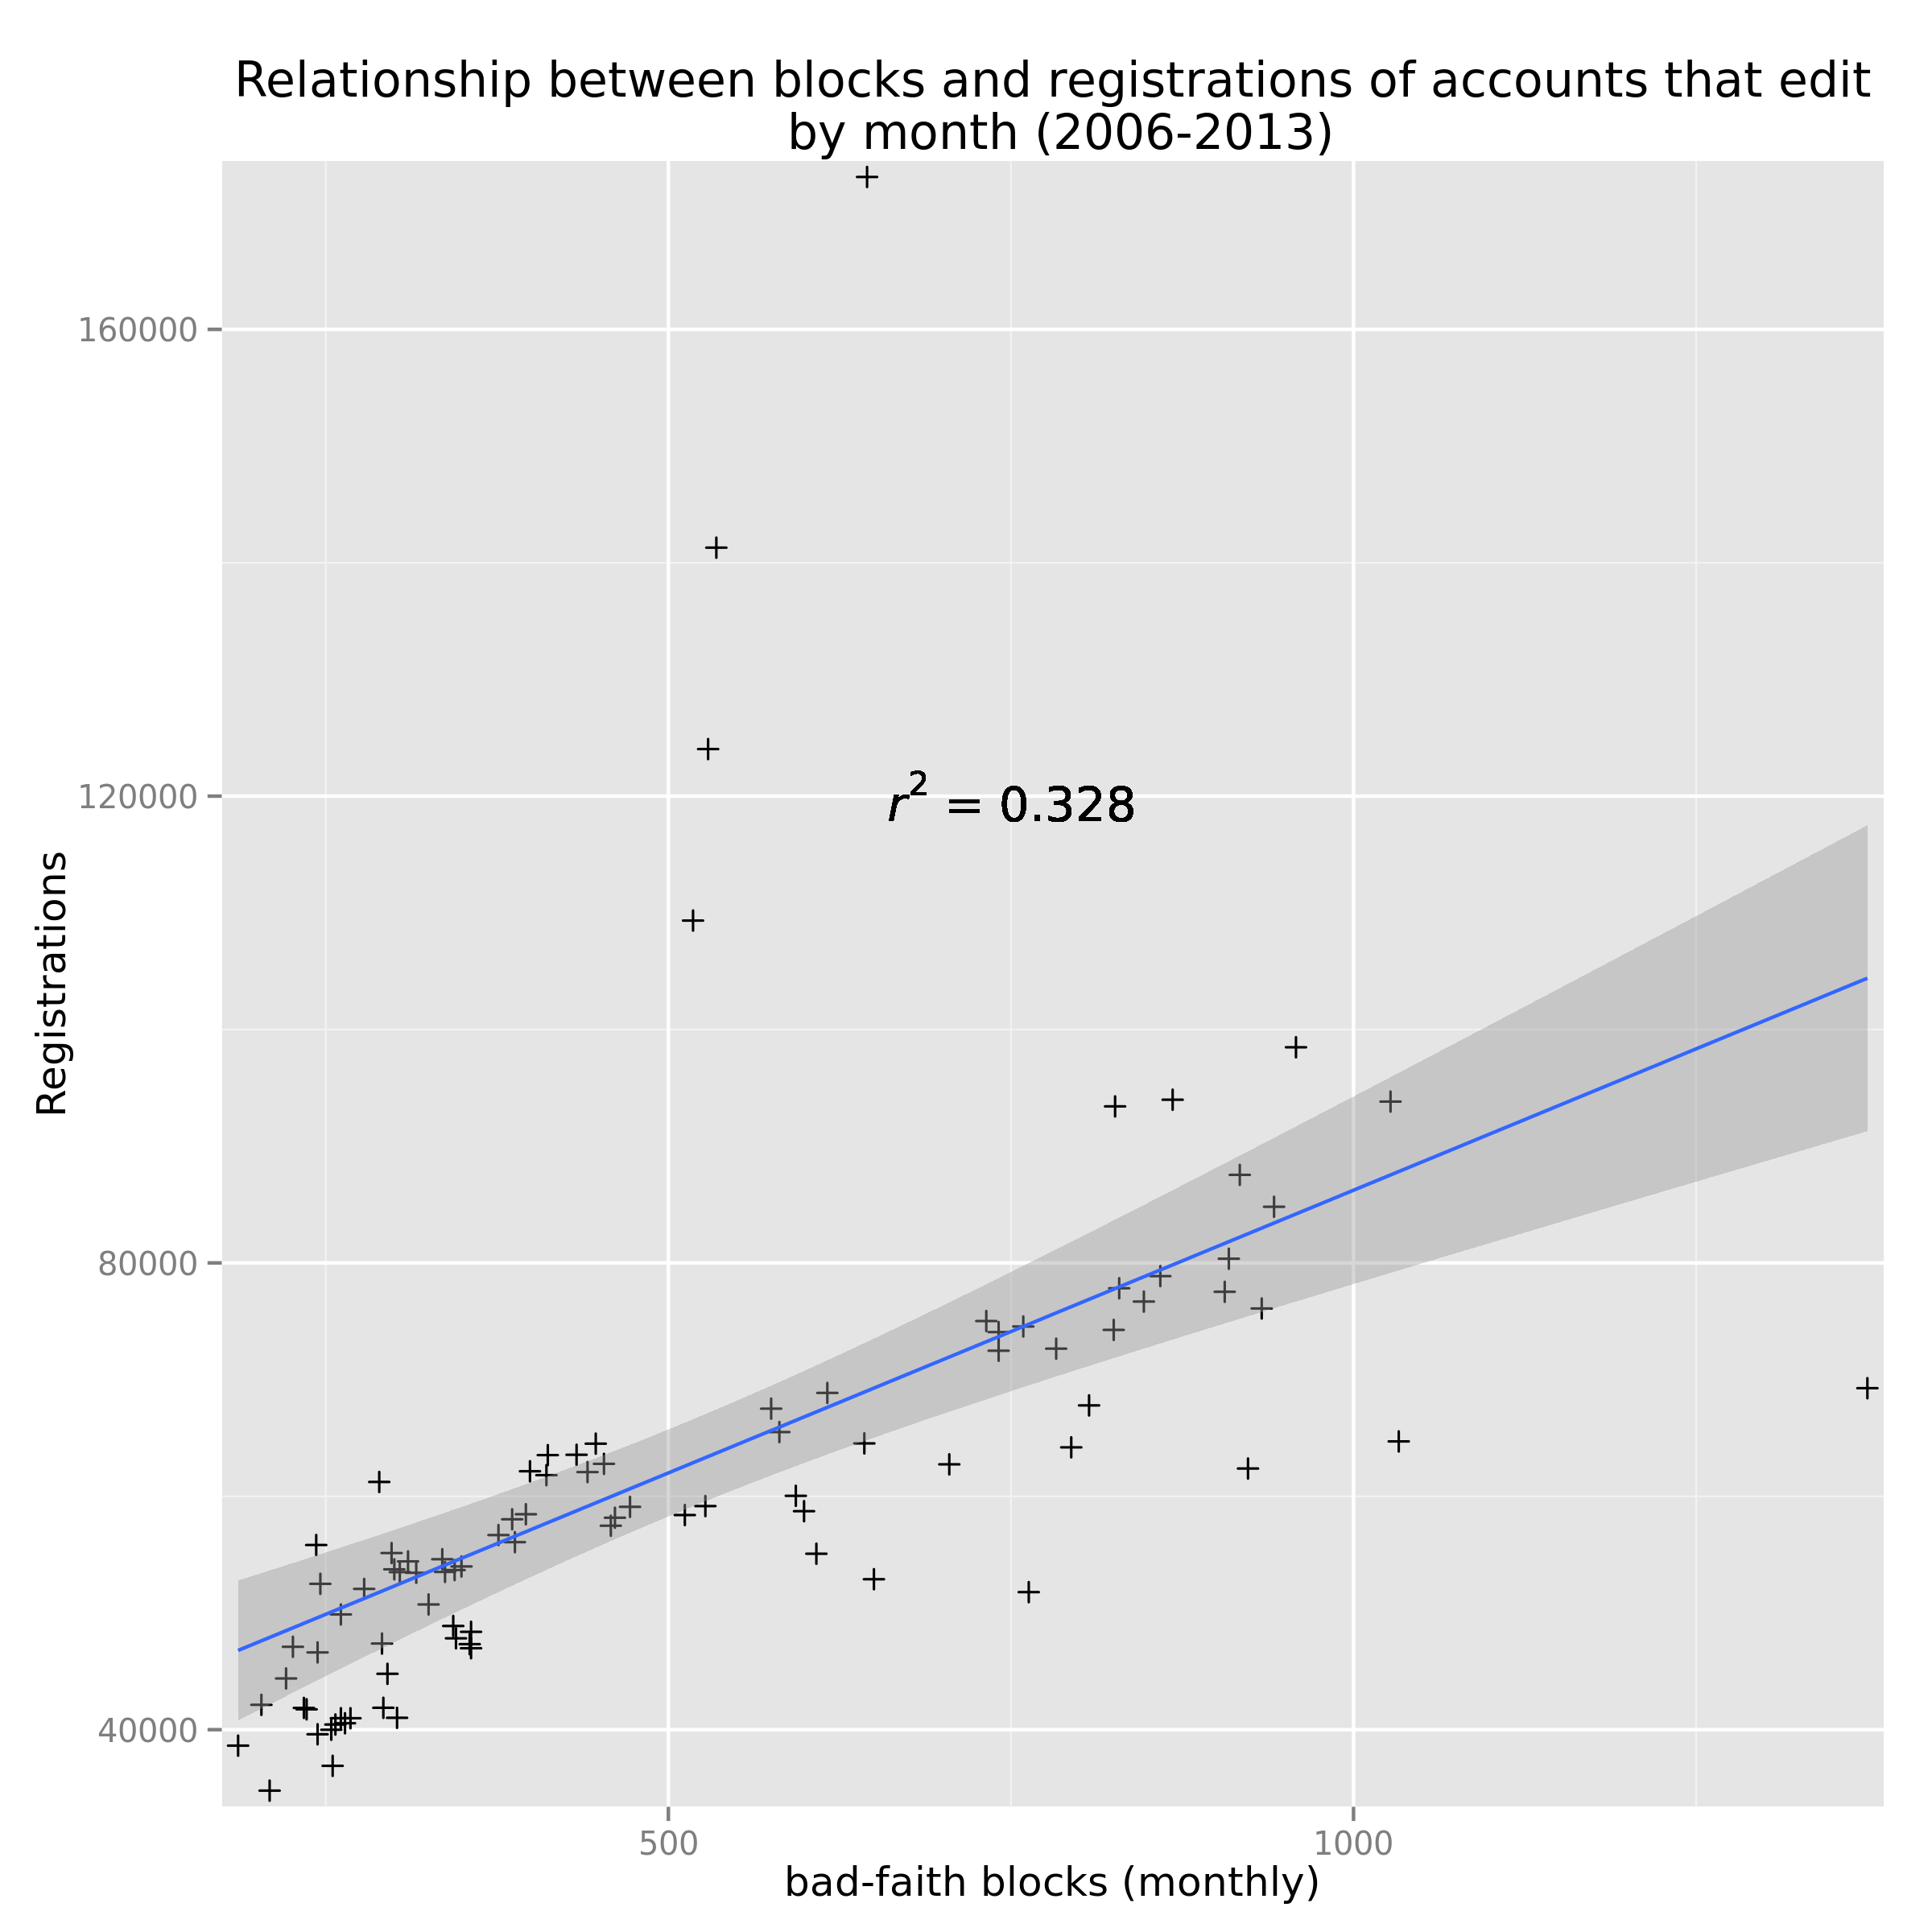 Relationship between blocks and registrations of accounts that edit
by month (2006-2013)
160000
120000
r² = 0.328
80000
40000
Registrations
500 1000
bad-faith blocks (monthly)